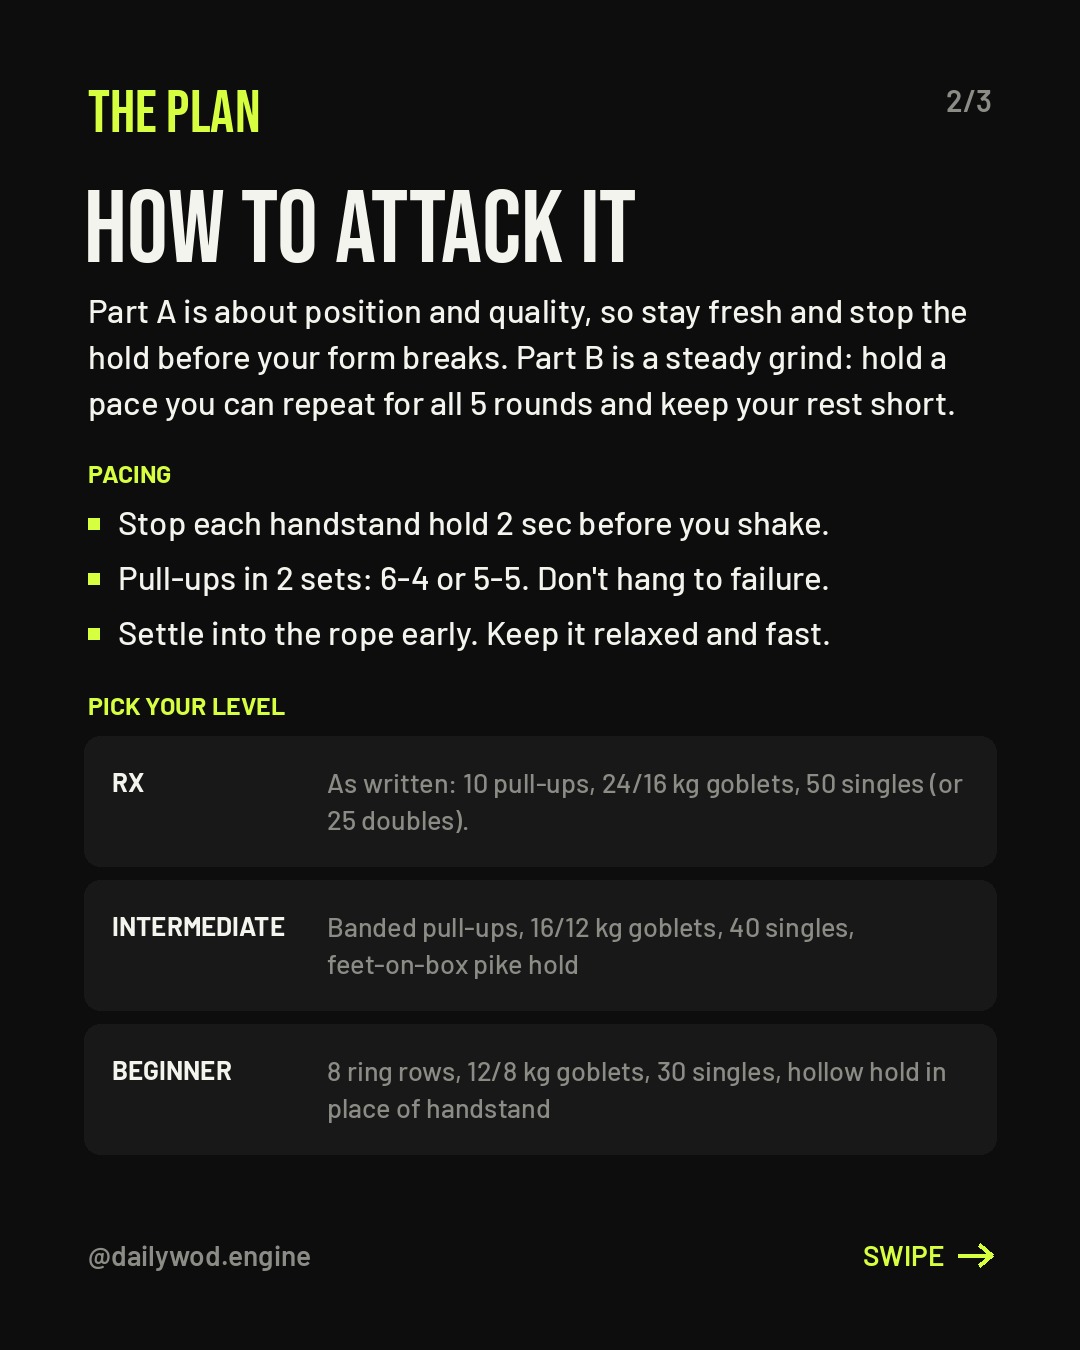 THE PLAN
2/3
HOW TO ATTACK IT
Part A is about position and quality, so stay fresh and stop the
hold before your form breaks. Part B is a steady grind: hold a
pace you can repeat for all 5 rounds and keep your rest short.
PACING
Stop each handstand hold 2 sec before you shake.
Pull-ups in 2 sets: 6-4 or 5-5. Don't hang to failure.
Settle into the rope early. Keep it relaxed and fast.
PICK YOUR LEVEL
RX
As written: 10 pull-ups, 24/16 kg goblets, 50 singles (or
25 doubles).
INTERMEDIATE
Banded pull-ups, 16/12 kg goblets, 40 singles,
feet-on-box pike hold
BEGINNER
8 ring rows, 12/8 kg goblets, 30 singles, hollow hold in
place of handstand
@dailywod.engine
SWIPE →